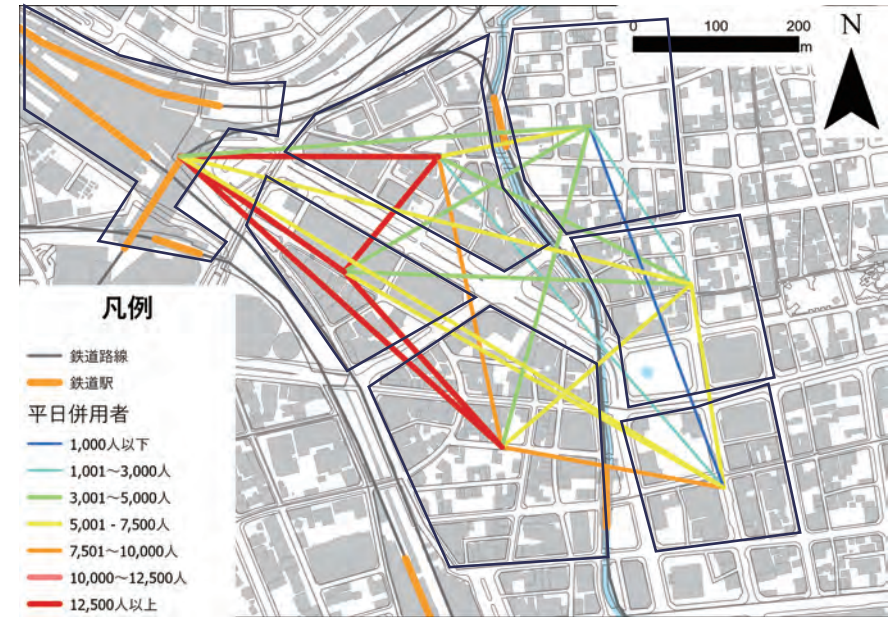 0 100 200
m
N
凡例
鉄道路線
鉄道駅
平日併用者
1,000人以下
1,001～3,000人
3,001～5,000人
5,001 - 7,500人
7,501～10,000人
10,000～12,500人
12,500人以上